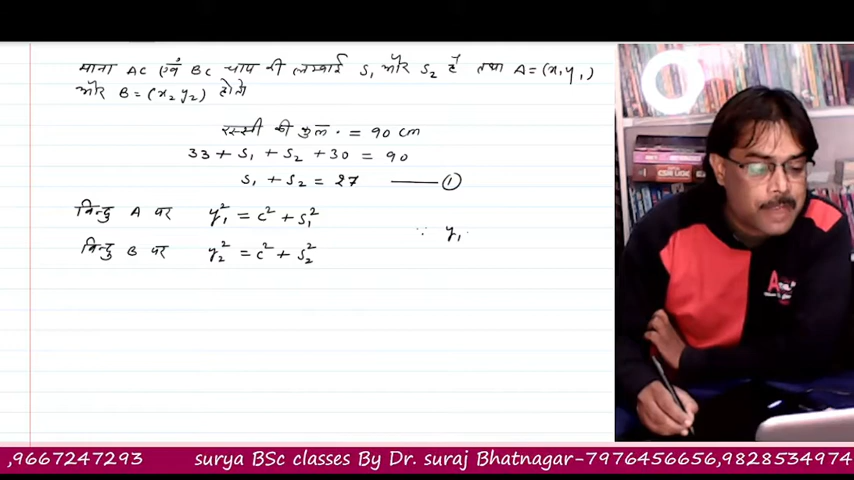 माना AC एवं BC चाप की लम्बाई S₁ और S₂ है तथा A = (x₁ y₁)
और B = (x₂ y₂) होगे
रस्सी की कुल. = 90 cm
33 + S₁ + S₂ + 30 = 90
S₁ + S₂ = 27 —— ①
बिन्दु A पर y₁² = c² + S₁²
∵ y₁
बिन्दु B पर y₂² = c² + S₂²
,9667247293 surya BSc classes By Dr. suraj Bhatnagar-7976456656,9828534974